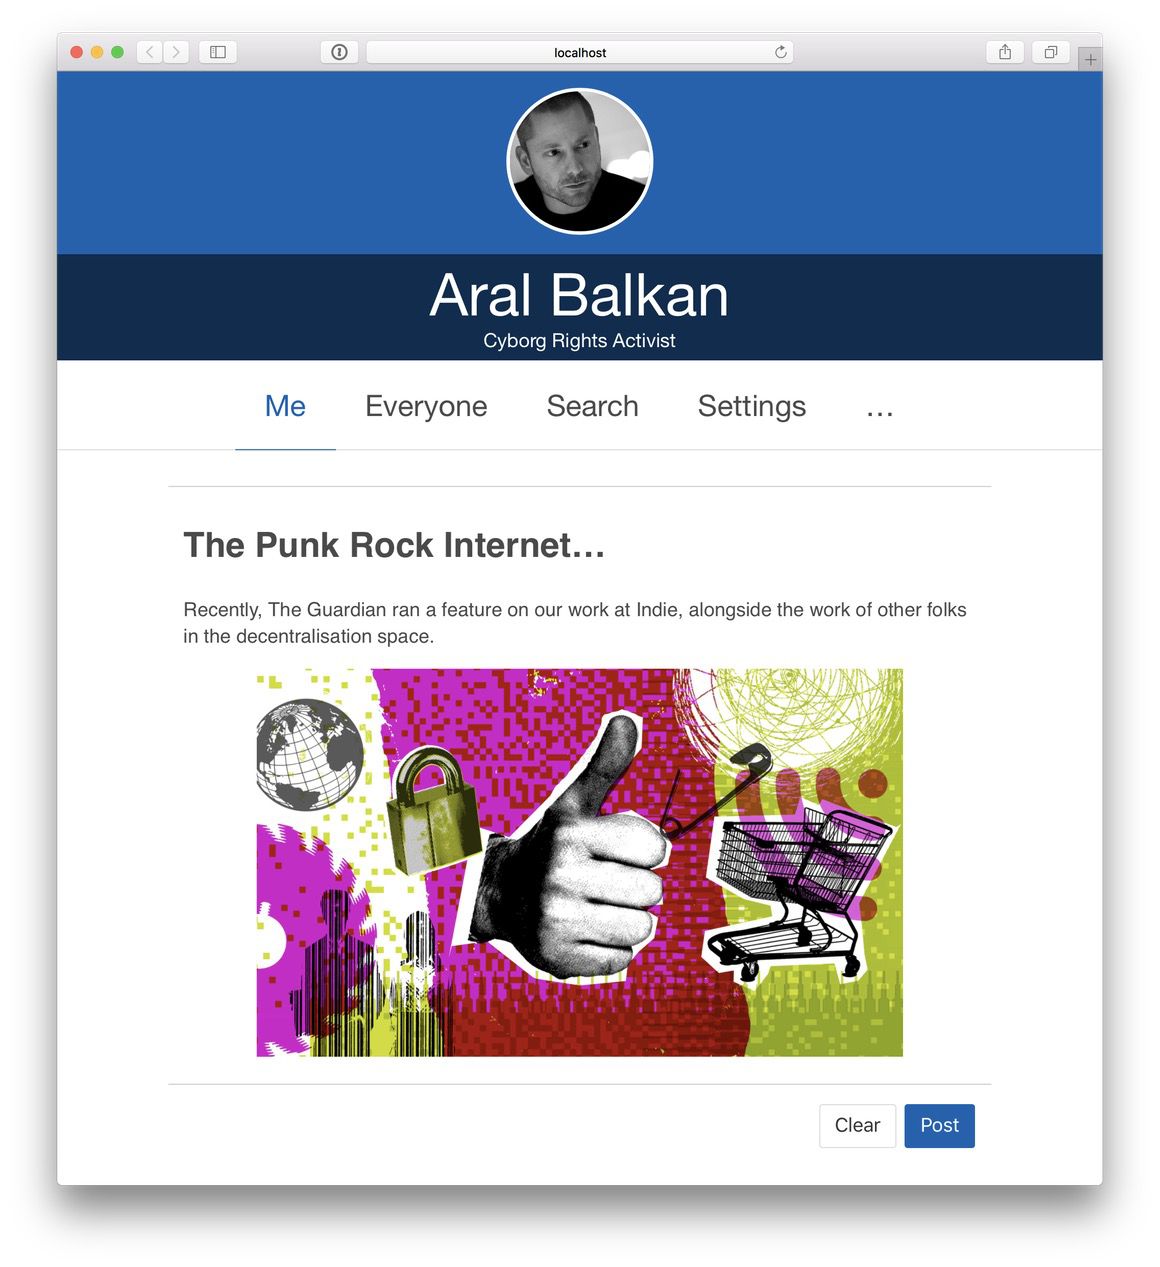 localhost
Aral Balkan
Cyborg Rights Activist
Me Everyone Search Settings …
The Punk Rock Internet…
Recently, The Guardian ran a feature on our work at Indie, alongside the work of other folks
in the decentralisation space.
Clear Post